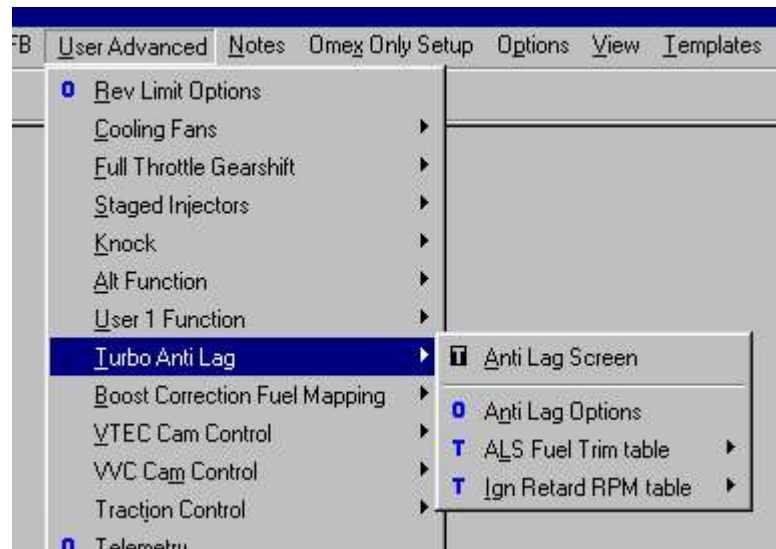 FB User Advanced Notes Omex Only Setup Options View Templates
O Rev Limit Options
Cooling Fans
Full Throttle Gearshift
Staged Injectors
Knock
Alt Function
User 1 Function
Turbo Anti Lag
T Anti Lag Screen
Boost Correction Fuel Mapping
O Anti Lag Options
VTEC Cam Control
T ALS Fuel Trim table
VVC Cam Control
T Ign Retard RPM table
Traction Control
O Telemetry